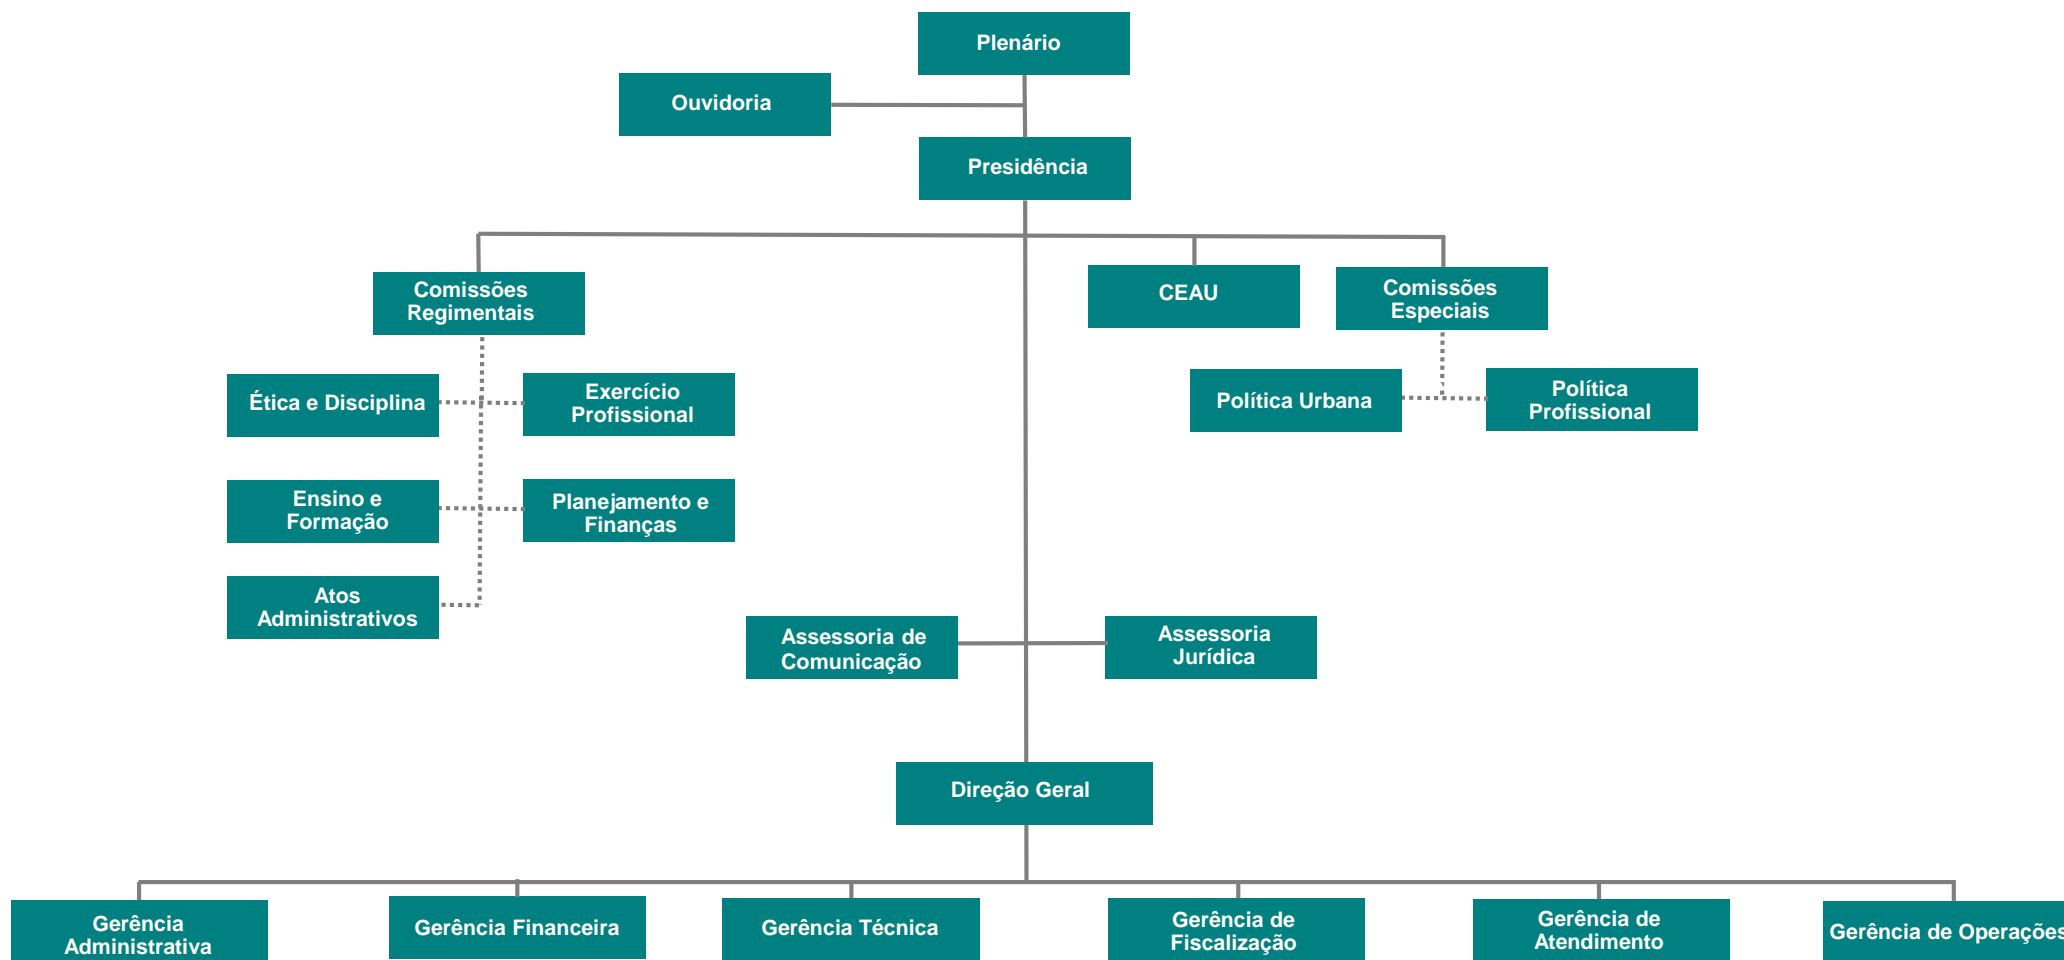 Plenário
Ouvidoria
Presidência
Comissões
Regimentais
CEAU
Comissões
Especiais
Ética e Disciplina
Exercício
Profissional
Política Urbana
Política
Profissional
Ensino e
Formação
Planejamento e
Finanças
Atos
Administrativos
Assessoria de
Comunicação
Assessoria
Jurídica
Direção Geral
Gerência
Administrativa
Gerência Financeira
Gerência Técnica
Gerência de
Fiscalização
Gerência de
Atendimento
Gerência de Operações